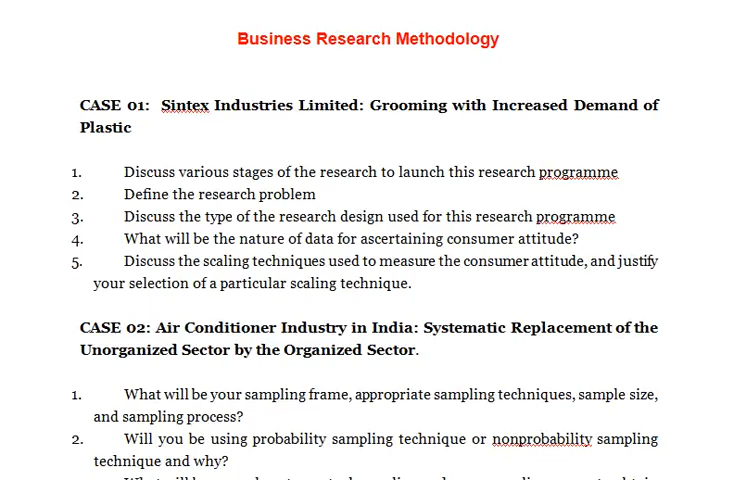 Business Research Methodology
CASE 01: Sintex Industries Limited: Grooming with Increased Demand of
Plastic
1. Discuss various stages of the research to launch this research programme
2. Define the research problem
3. Discuss the type of the research design used for this research programme
4. What will be the nature of data for ascertaining consumer attitude?
5. Discuss the scaling techniques used to measure the consumer attitude, and justify
your selection of a particular scaling technique.
CASE 02: Air Conditioner Industry in India: Systematic Replacement of the
Unorganized Sector by the Organized Sector.
1. What will be your sampling frame, appropriate sampling techniques, sample size,
and sampling process?
2. Will you be using probability sampling technique or nonprobability sampling
technique and why?